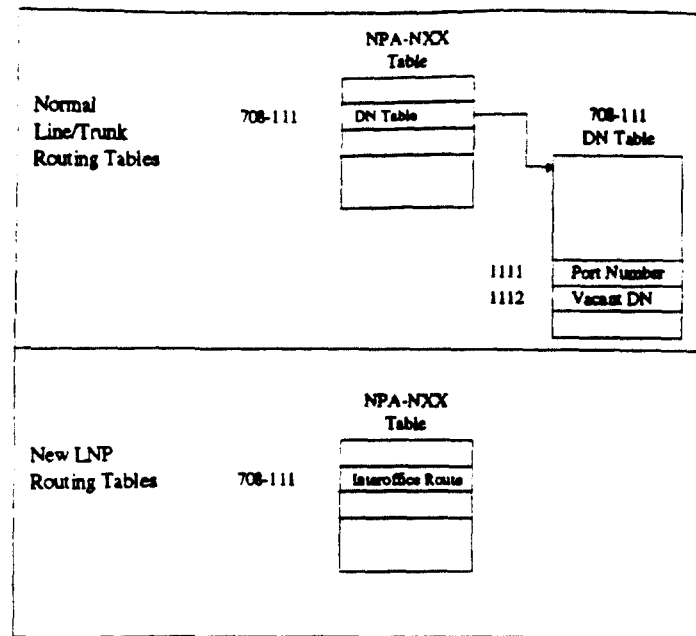 NPA-NXX
Table
Normal
Line/Trunk
Routing Tables
708-111
DN Table
708-111
DN Table
1111
Port Number
1112
Vacant DN
NPA-NXX
Table
New LNP
Routing Tables
708-111
Interoffice Route